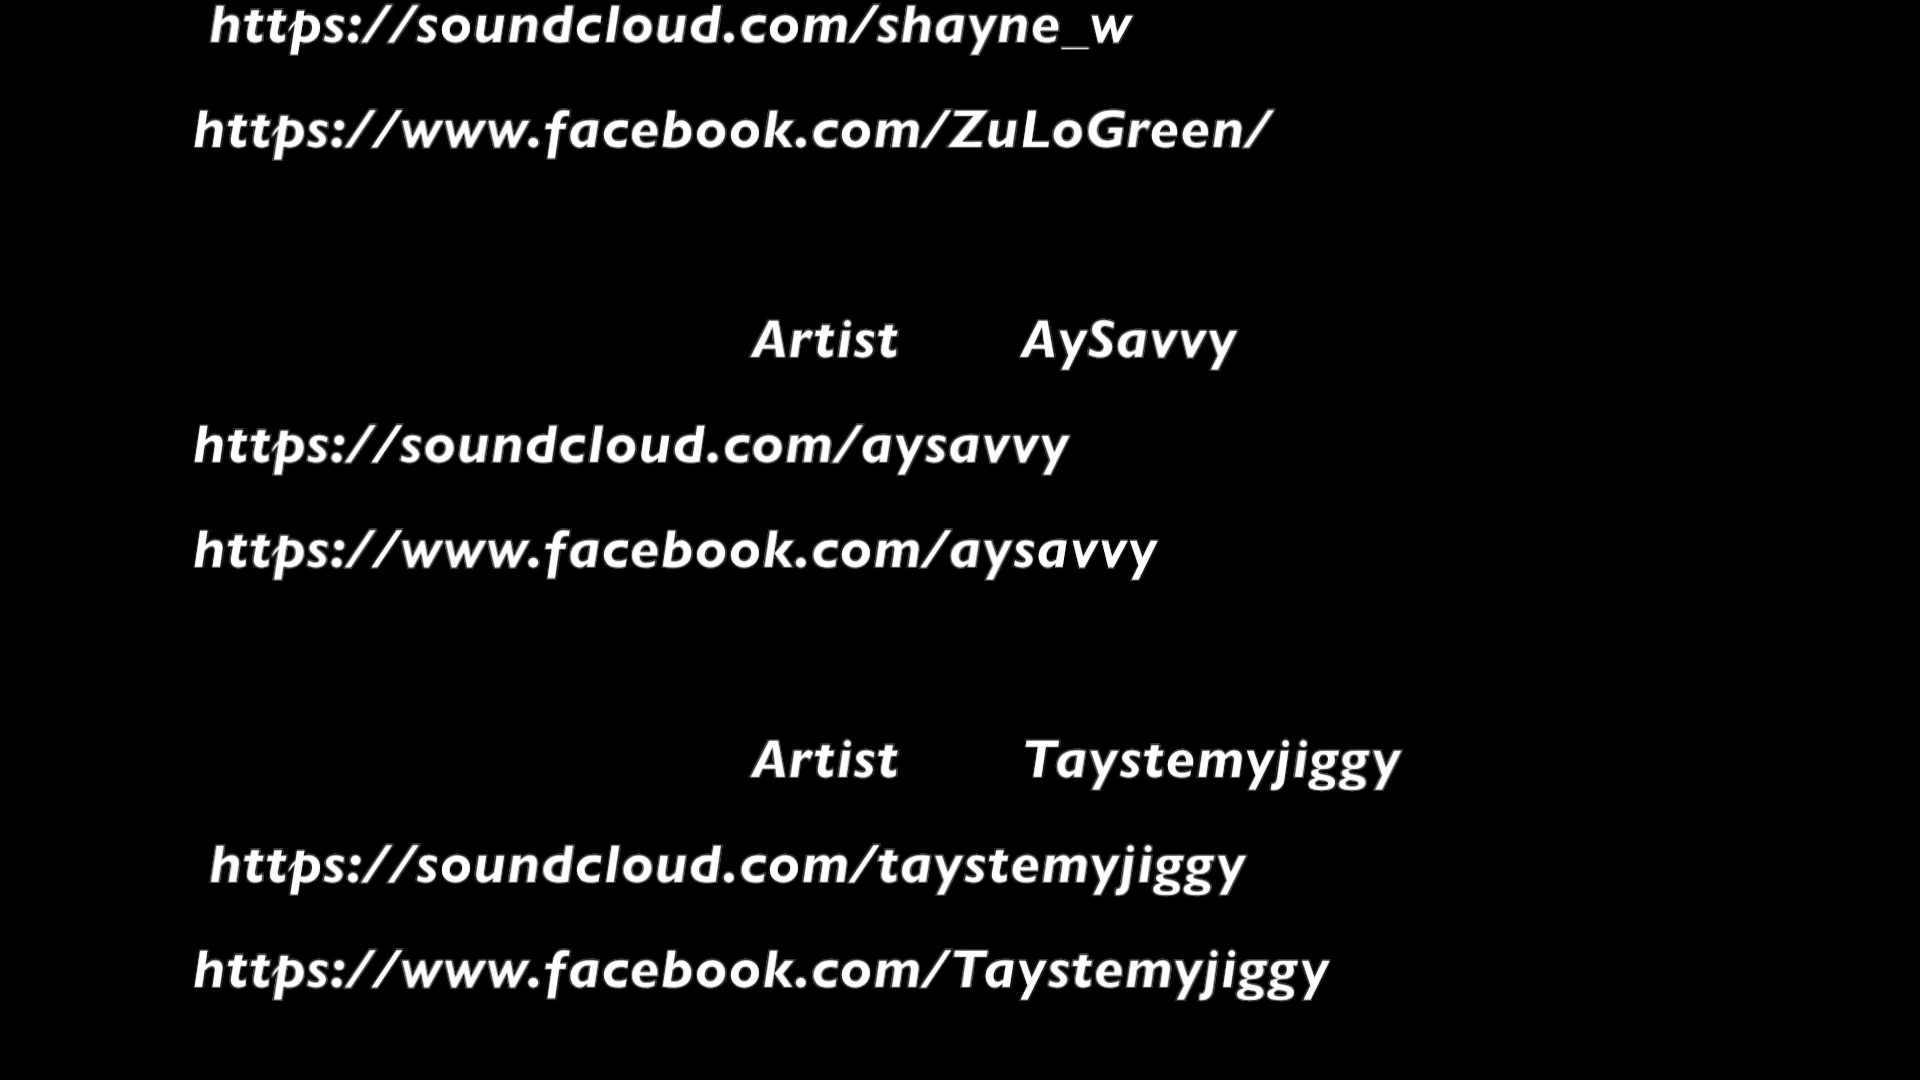 https://soundcloud.com/shayne_w
https://www.facebook.com/ZuLoGreen/
Artist AySavvy
https://soundcloud.com/aysavvy
https://www.facebook.com/aysavvy
Artist Taystemyjiggy
https://soundcloud.com/taystemyjiggy
https://www.facebook.com/Taystemyjiggy